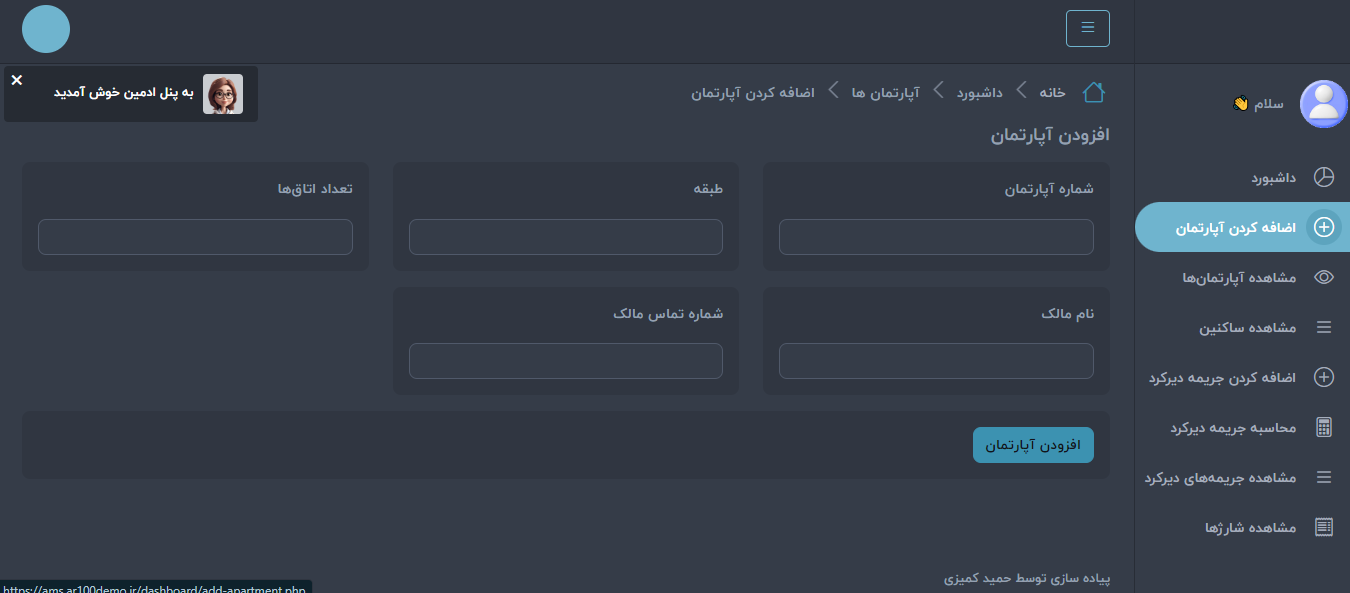 به پنل ادمین خوش آمدید
سلام 👋
داشبورد
اضافه کردن آپارتمان
مشاهده آپارتمان‌ها
مشاهده ساکنین
اضافه کردن جریمه دیرکرد
محاسبه جریمه دیرکرد
مشاهده جریمه‌های دیرکرد
مشاهده شارژها
خانه داشبورد آپارتمان ها اضافه کردن آپارتمان
افزودن آپارتمان
شماره آپارتمان
طبقه
تعداد اتاق‌ها
نام مالک
شماره تماس مالک
افزودن آپارتمان
پیاده سازی توسط حمید کمیزی
https://ams.ar100demo.ir/dashboard/add-apartment.php